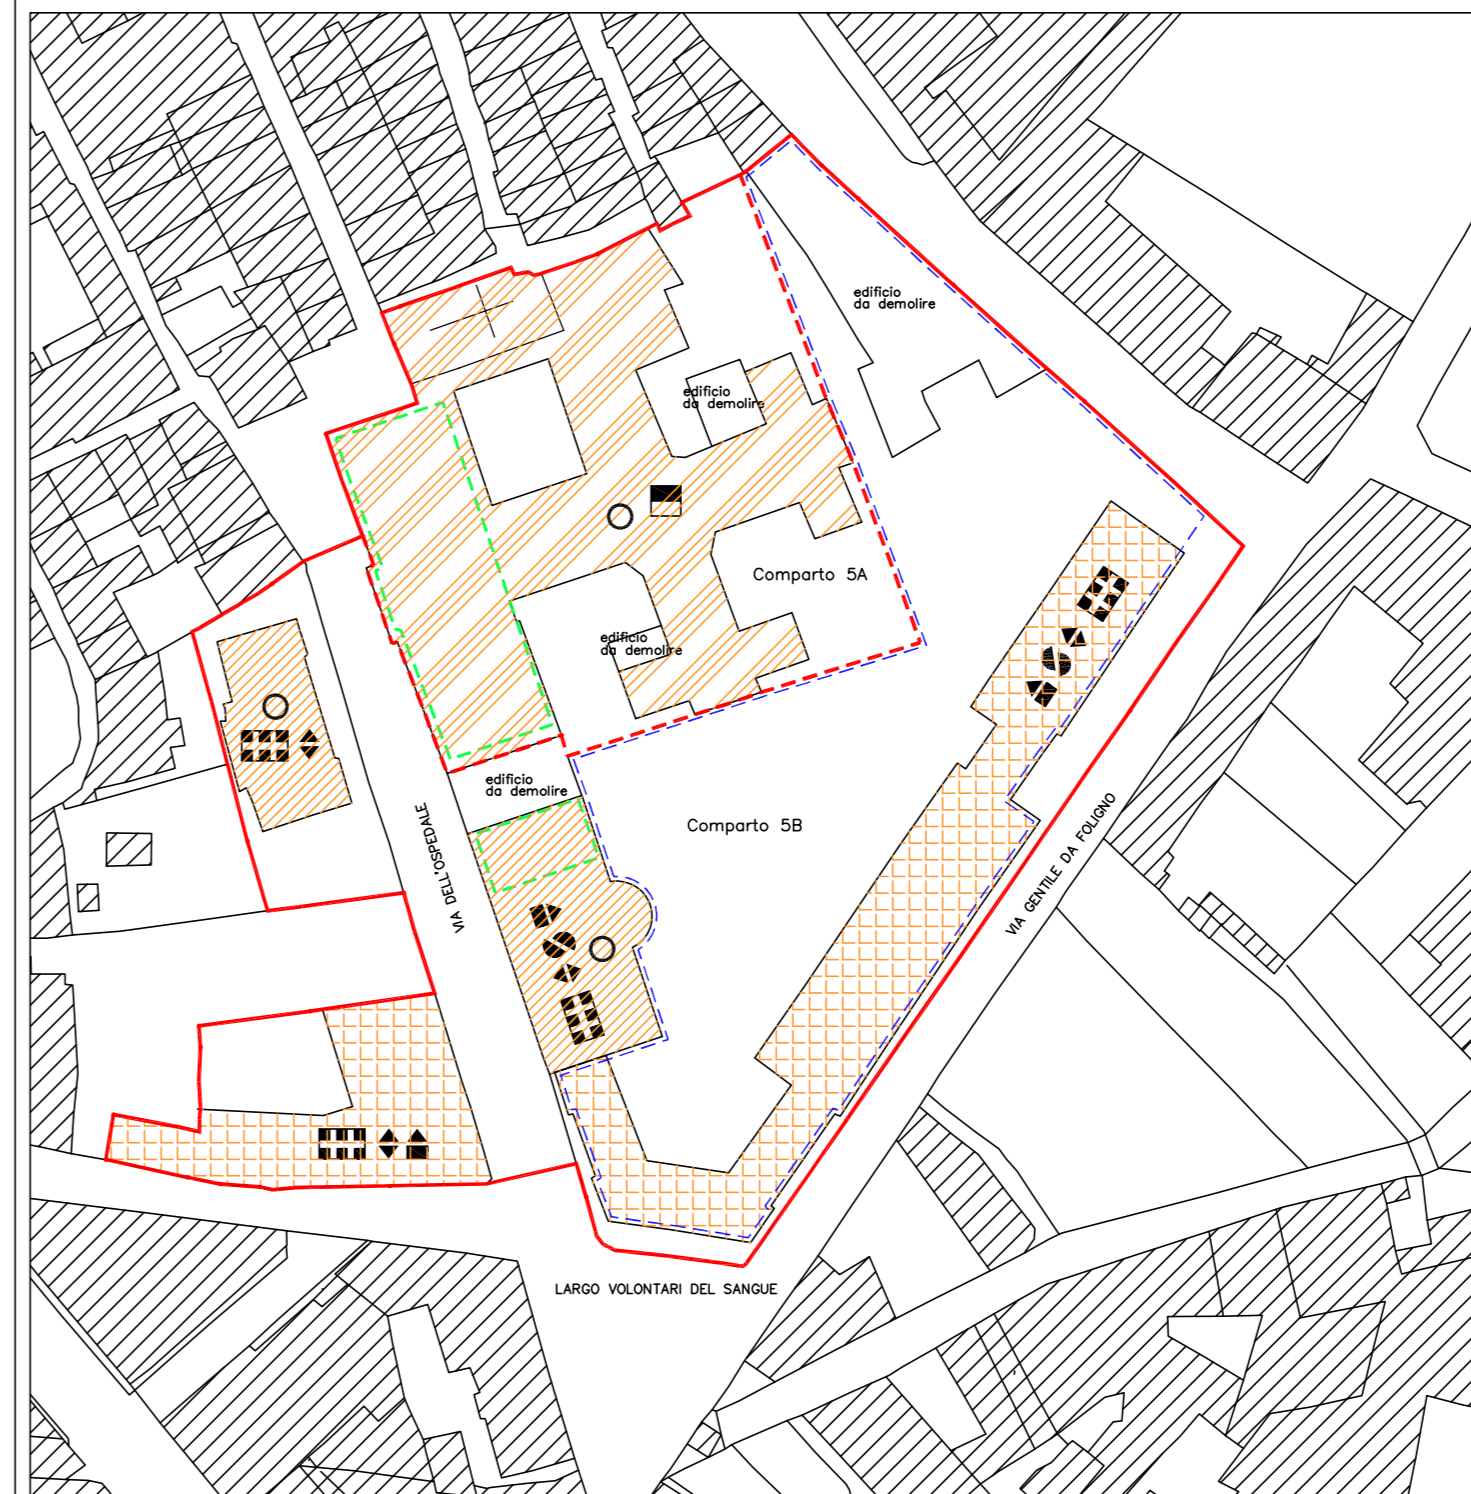 edificio
da demolire
edificio
da demolire
Comparto 5A
edificio
da demolire
edificio
da demolire
Comparto 5B
VIA DELL'OSPEDALE
VIA GENTILE DA FOLIGNO
LARGO VOLONTARI DEL SANGUE